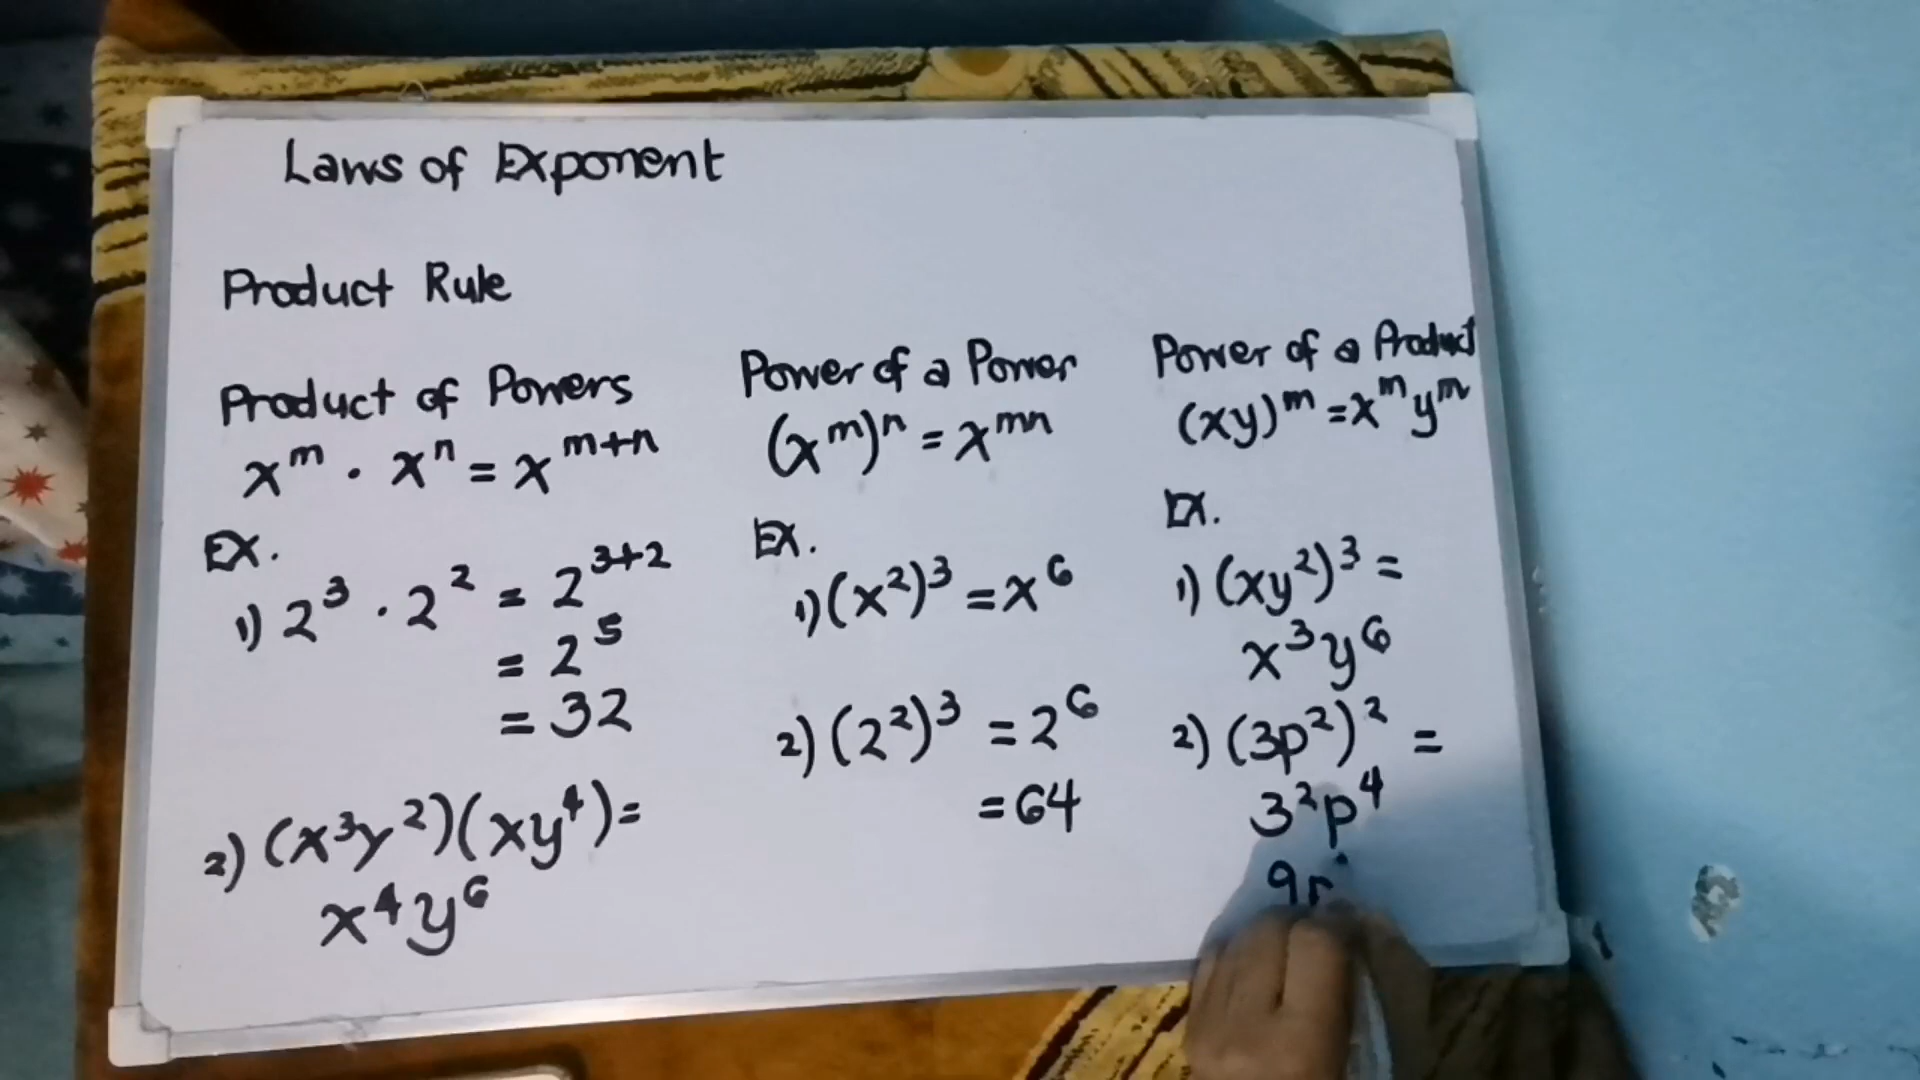 Laws of Exponent
Product Rule
Product of Powers
x^m · x^n = x^{m+n}
Ex.
1) 2^3 · 2^2 = 2^{3+2}
= 2^5
= 32
2) (x^3y^2)(xy^4) =
x^4y^6
Power of a Power
(x^m)^n = x^{mn}
Ex.
1) (x^2)^3 = x^6
2) (2^2)^3 = 2^6
= 64
Power of a Product
(xy)^m = x^m y^m
Ex.
1) (xy^2)^3 =
x^3y^6
2) (3p^2)^2 =
3^2p^4
9